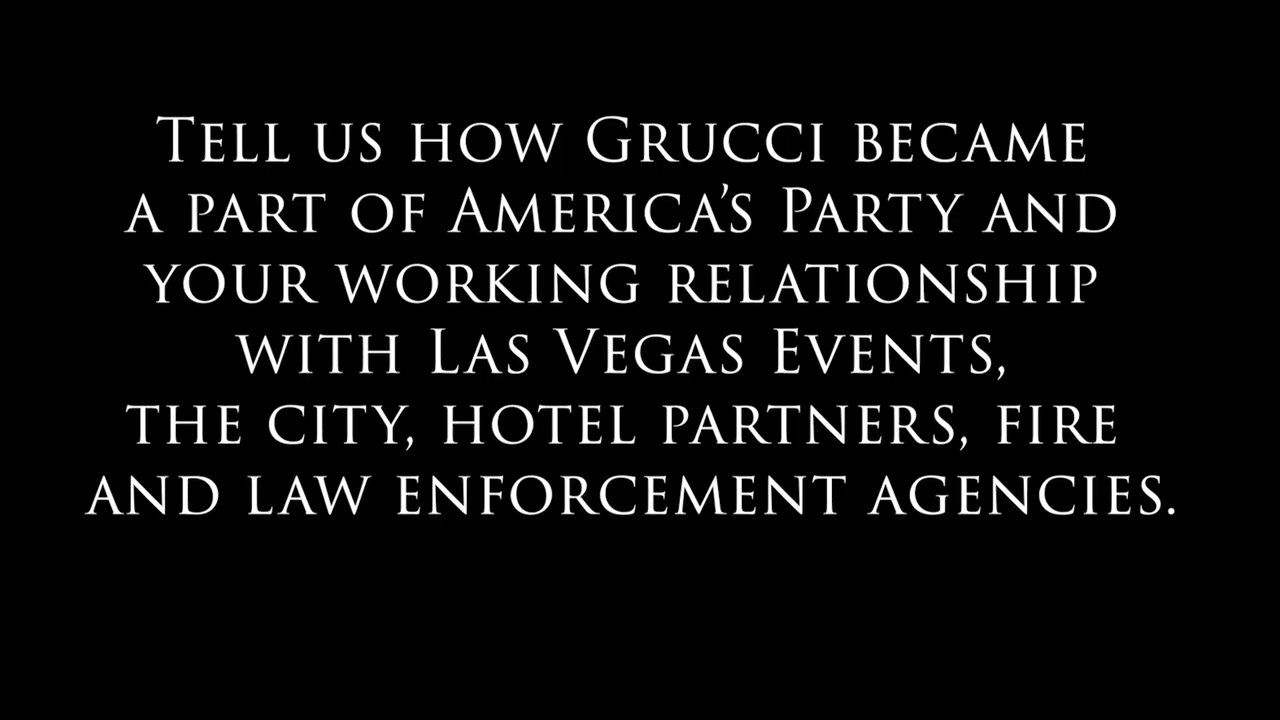 Tell us how Grucci became
a part of America’s Party and
your working relationship
with Las Vegas Events,
the city, hotel partners, fire
and law enforcement agencies.